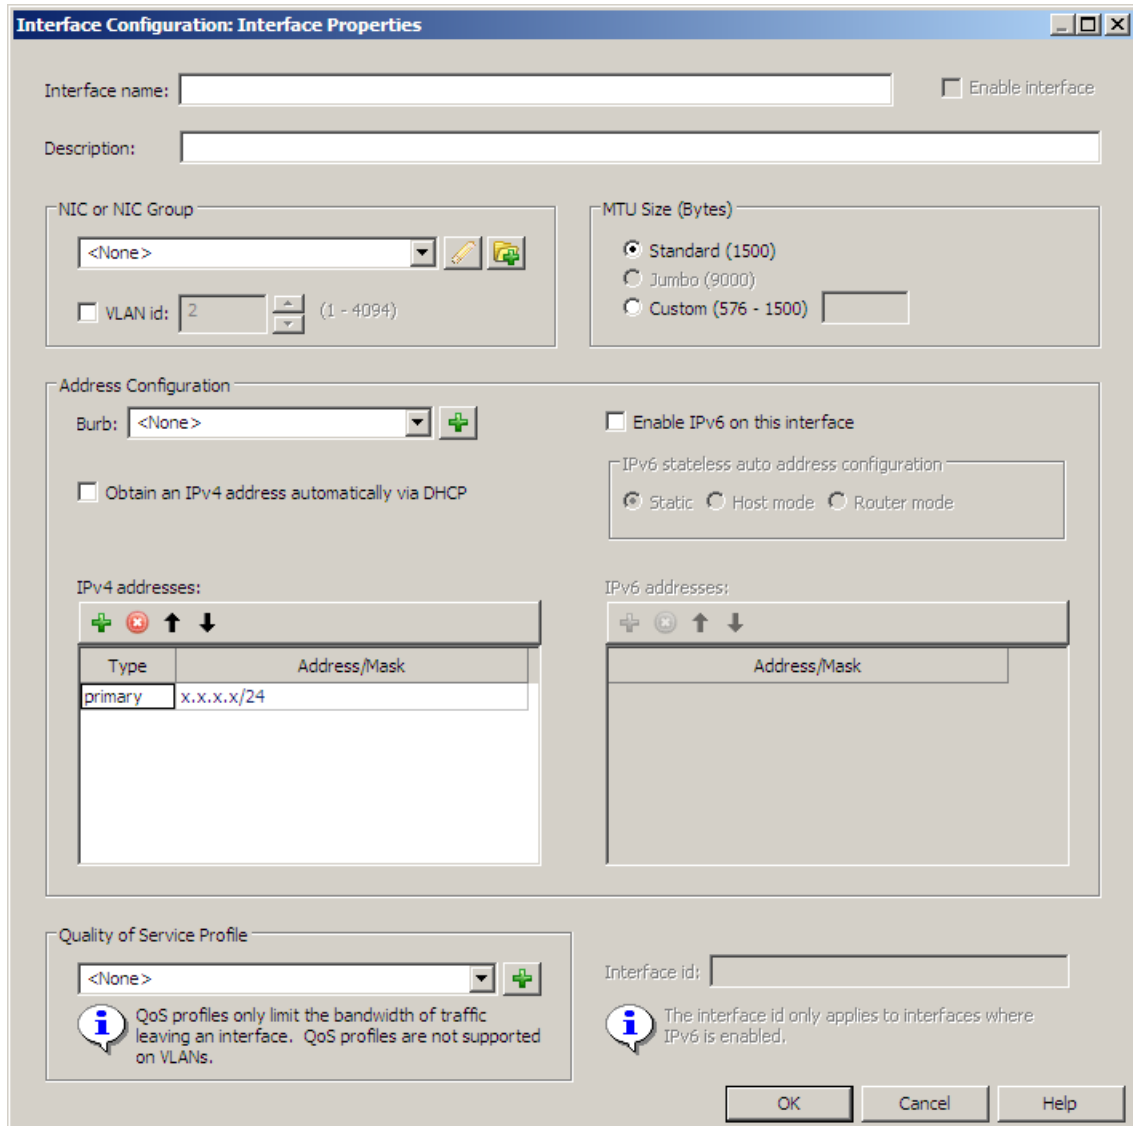 Interface Configuration: Interface Properties
Interface name:
Enable interface
Description:
NIC or NIC Group
<None>
VLAN id: 2 (1 - 4094)
MTU Size (Bytes)
Standard (1500)
Jumbo (9000)
Custom (576 - 1500)
Address Configuration
Burb: <None>
Enable IPv6 on this interface
Obtain an IPv4 address automatically via DHCP
IPv6 stateless auto address configuration
Static Host mode Router mode
IPv4 addresses:
Type Address/Mask
primary x.x.x.x/24
IPv6 addresses:
Address/Mask
Quality of Service Profile
<None>
QoS profiles only limit the bandwidth of traffic
leaving an interface. QoS profiles are not supported
on VLANs.
Interface id:
The interface id only applies to interfaces where
IPv6 is enabled.
OK Cancel Help